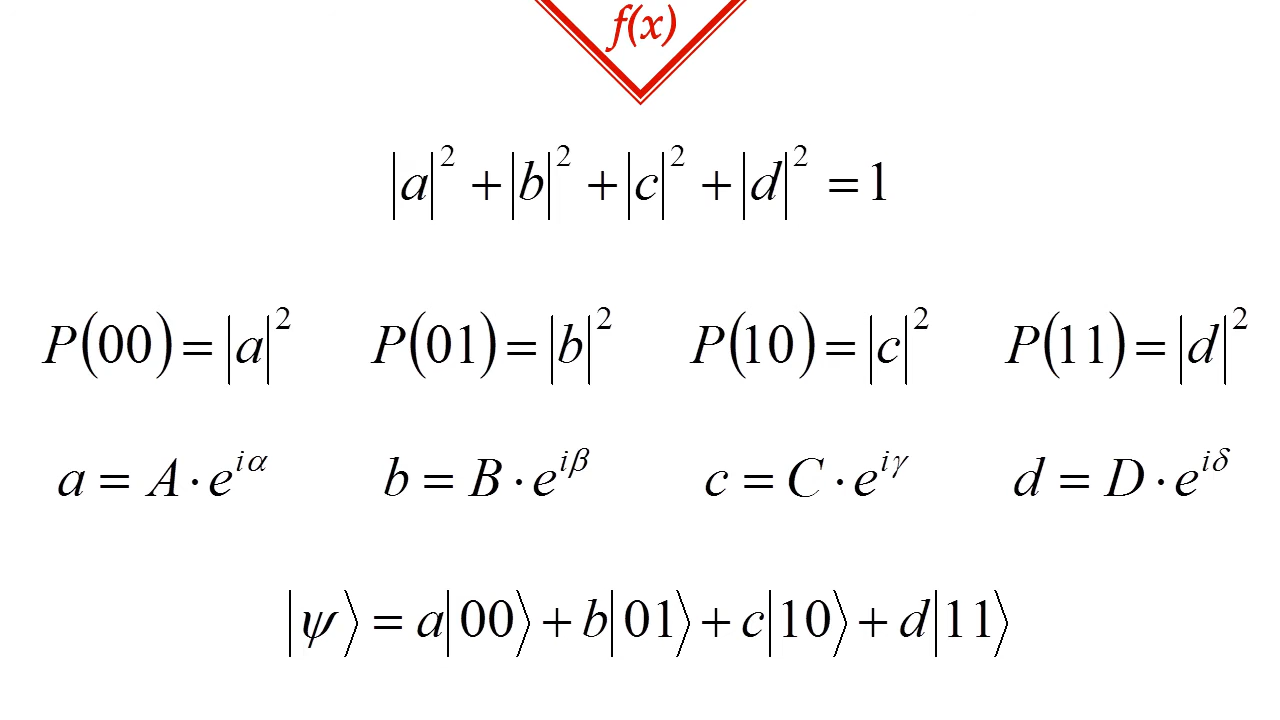 f(x)
|a|² + |b|² + |c|² + |d|² = 1
P(00) = |a|² P(01) = |b|² P(10) = |c|² P(11) = |d|²
a = A · e^{iα} b = B · e^{iβ} c = C · e^{iγ} d = D · e^{iδ}
|ψ⟩ = a|00⟩ + b|01⟩ + c|10⟩ + d|11⟩